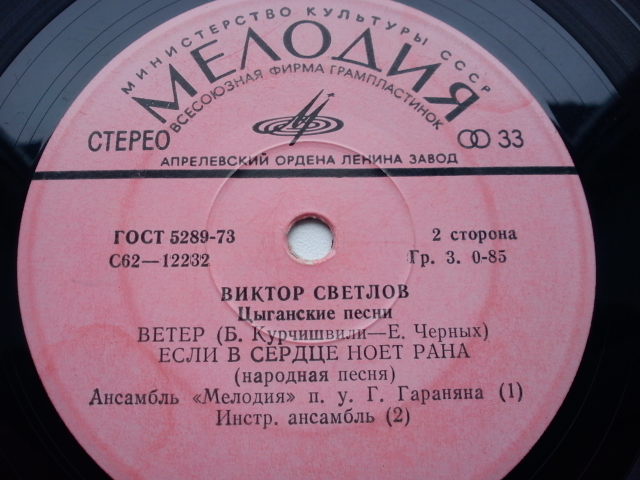 МИНИСТЕРСТВО КУЛЬТУРЫ СССР
МЕЛОДИЯ
ВСЕСОЮЗНАЯ ФИРМА ГРАМПЛАСТИНОК
СТЕРЕО
33
АПРЕЛЕВСКИЙ ОРДЕНА ЛЕНИНА ЗАВОД
ГОСТ 5289-73
2 сторона
С62—12232
Гр. 3. 0-85
ВИКТОР СВЕТЛОВ
Цыганские песни
ВЕТЕР (Б. Курчишвили—Е. Черных)
ЕСЛИ В СЕРДЦЕ НОЕТ РАНА
(народная песня)
Ансамбль «Мелодия» п. у. Г. Гараняна (1)
Инстр. ансамбль (2)